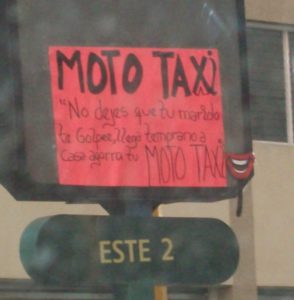 MOTO TAXi
"No dejes que tu marido
te Golpee, llega temprano a
Casa agarra tu MOTO TAXI
ESTE 2